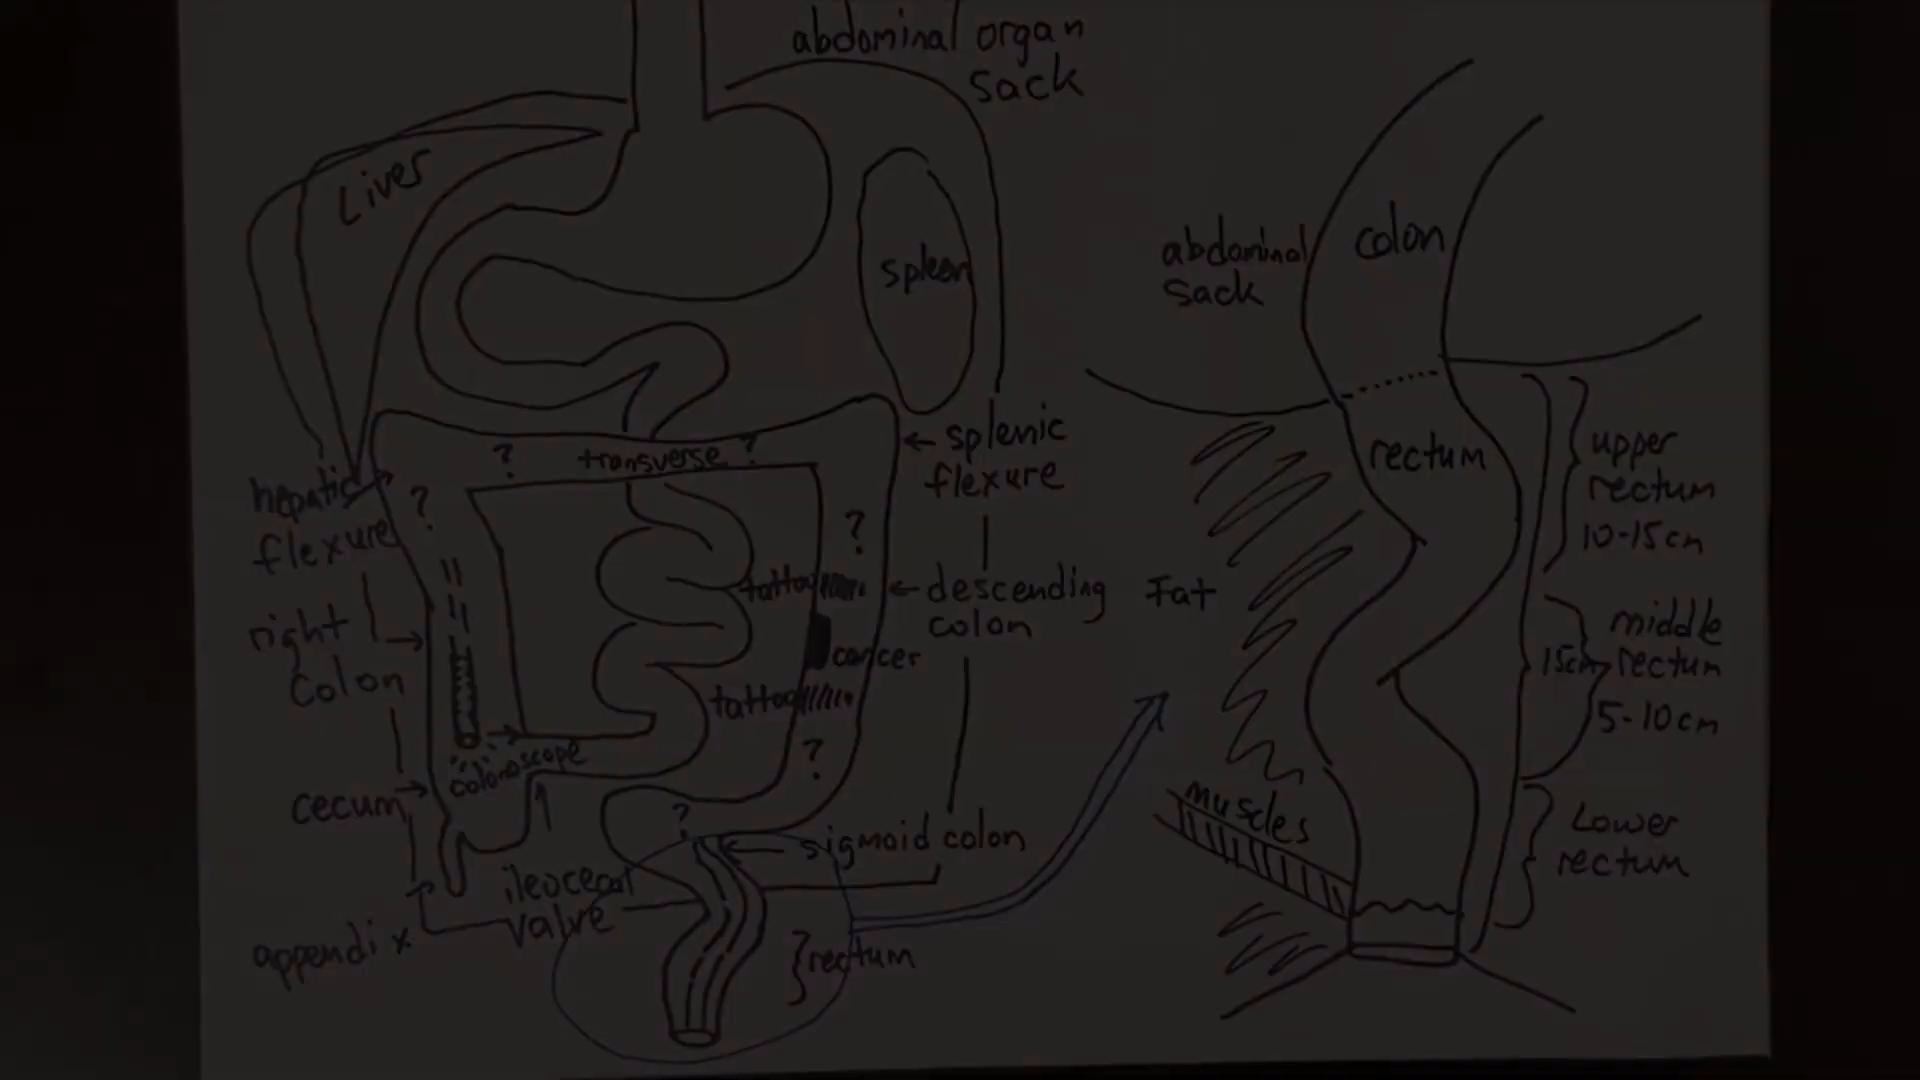 abdominal organ
sack
Liver
spleen
abdominal
sack
colon
← splenic
flexure
? transverse ?
rectum
upper
rectum
10-15cm
hepatic
flexure
?
?
tattoo
← descending
colon
Fat
right
colon
cancer
middle
rectum
15cm
5-10cm
tattoo
?
colonoscope
cecum
muscles
Lower
rectum
?
sigmoid colon
ileocecal
valve
appendix
rectum